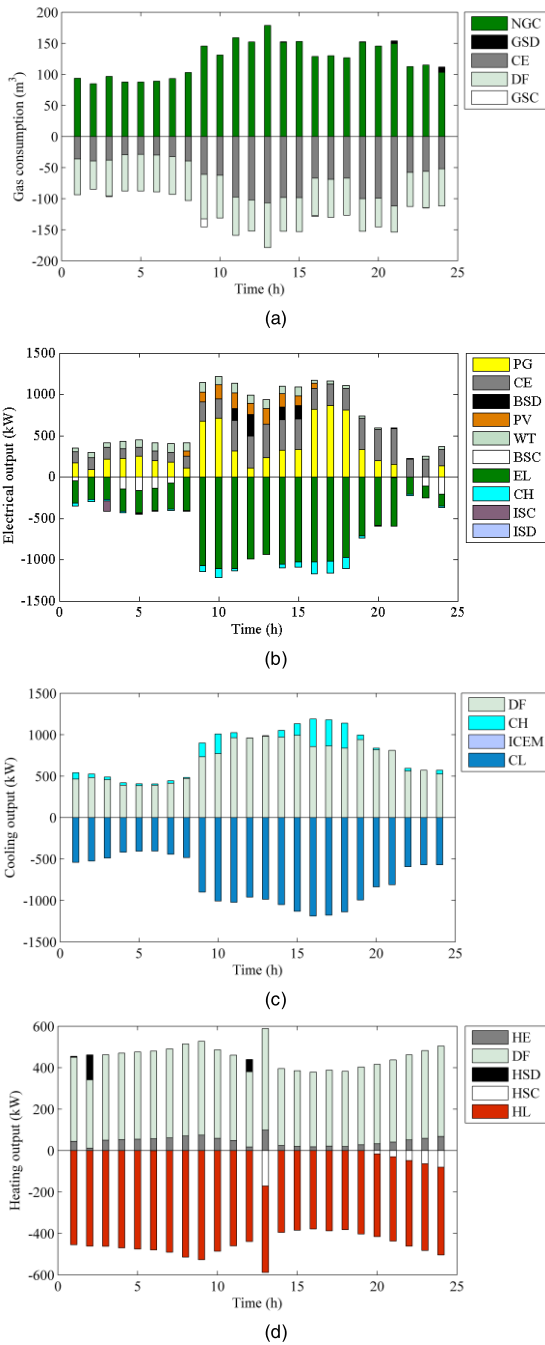 200
150
100
50
0
-50
-100
-150
-200
0
5
10
15
20
25
Gas consumption (m³)
Time (h)
NGC
GSD
CE
DF
GSC
(a)
1500
1000
500
0
-500
-1000
-1500
0
5
10
15
20
25
Electrical output (kW)
Time (h)
PG
CE
BSD
PV
WT
BSC
EL
CH
ISC
ISD
(b)
1500
1000
500
0
-500
-1000
-1500
0
5
10
15
20
25
Cooling output (kW)
Time (h)
DF
CH
ICEM
CL
(c)
600
400
200
0
-200
-400
-600
0
5
10
15
20
25
Heating output (kW)
Time (h)
HE
DF
HSD
HSC
HL
(d)